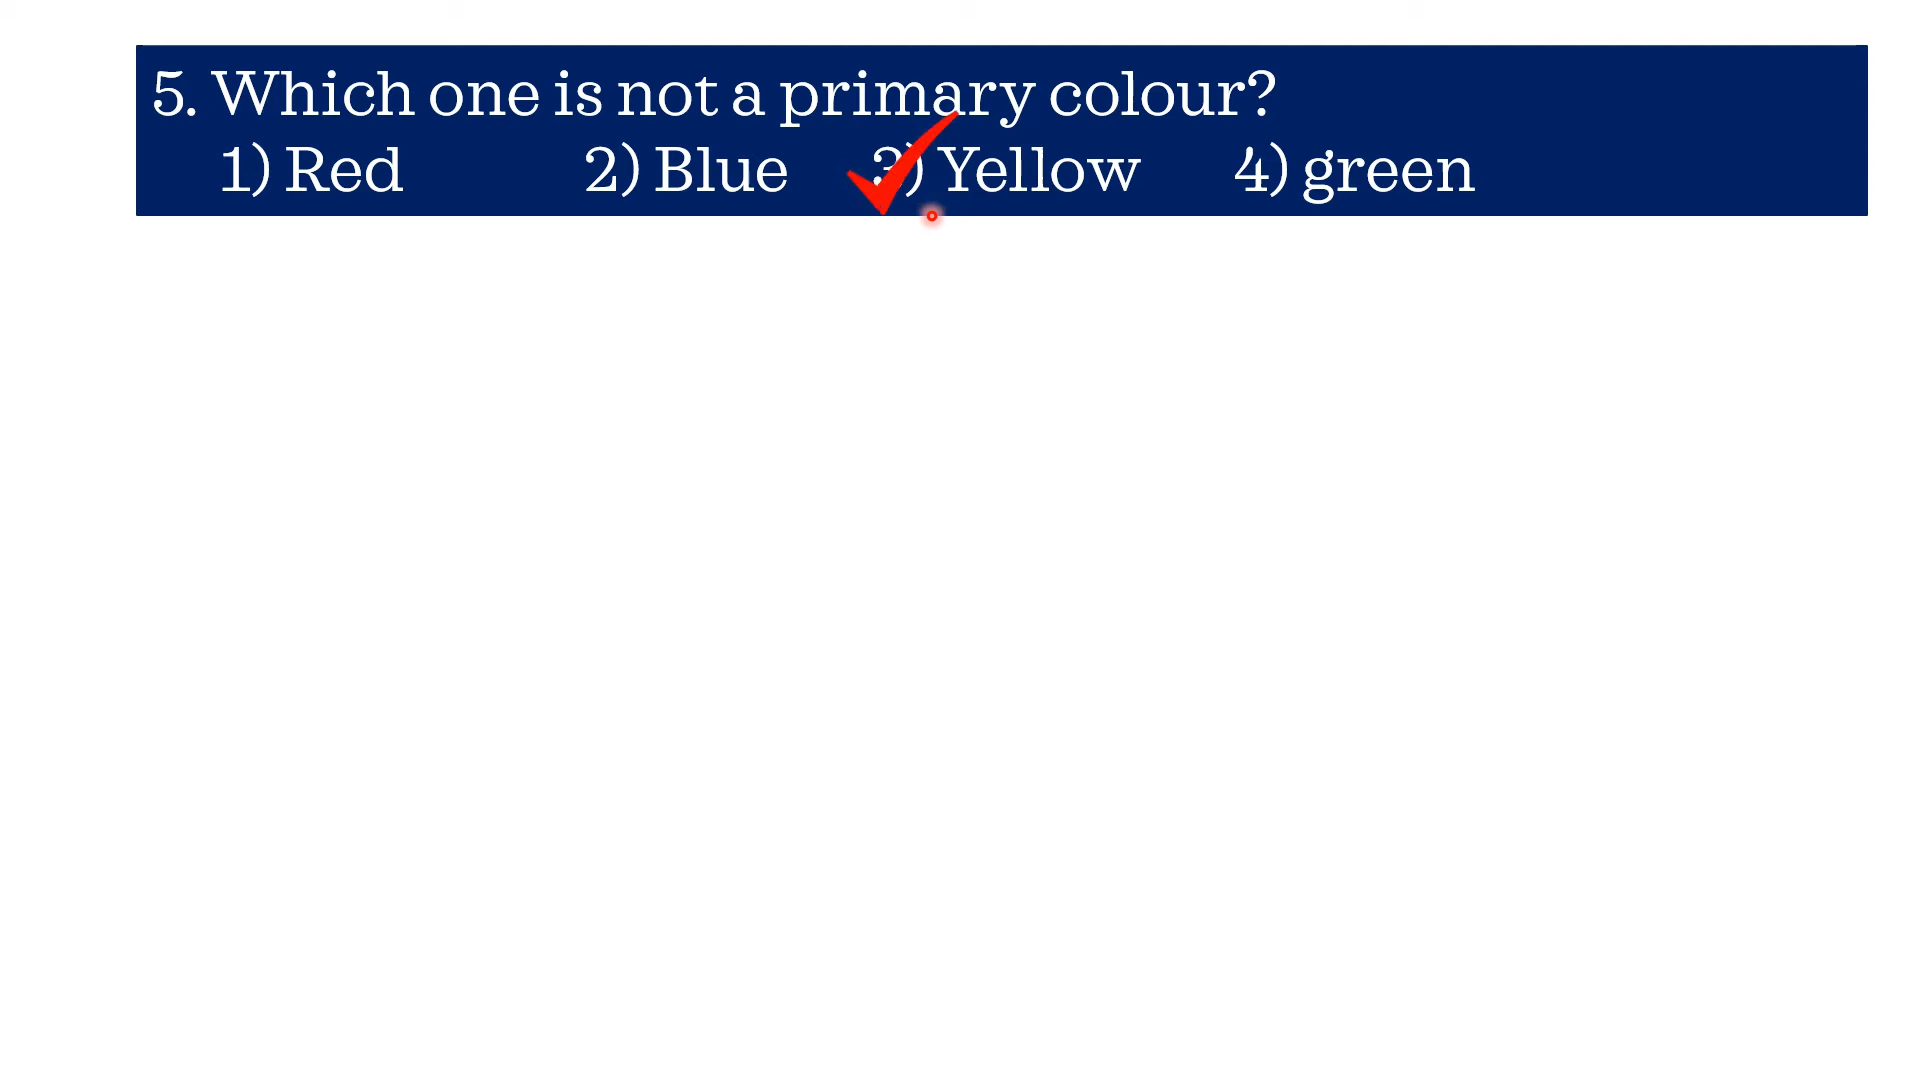 5. Which one is not a primary colour?
1) Red 2) Blue 3) Yellow 4) green